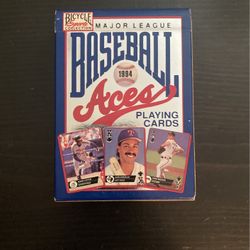 BICYCLE
Sports
COLLECTION
MAJOR LEAGUE
BASEBALL
1994
Aces
PLAYING
CARDS